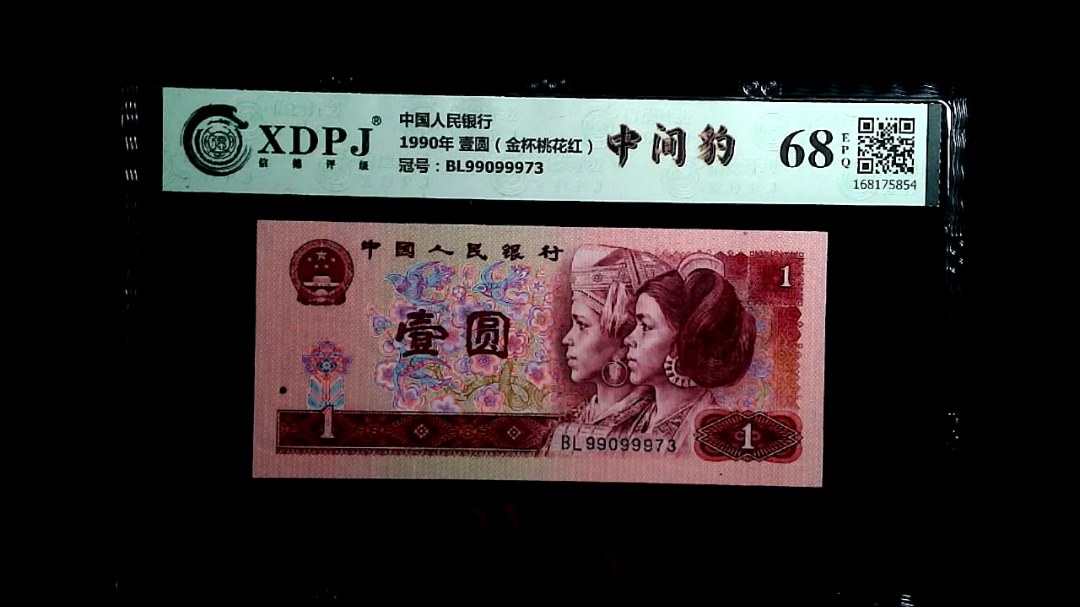 XDPJ®
信德评级
中国人民银行
1990年 壹圆（金杯桃花红）
冠号：BL99099973
中间豹
68
EPQ
168175854
中国人民银行
1
壹圆
1
BL99099973
1